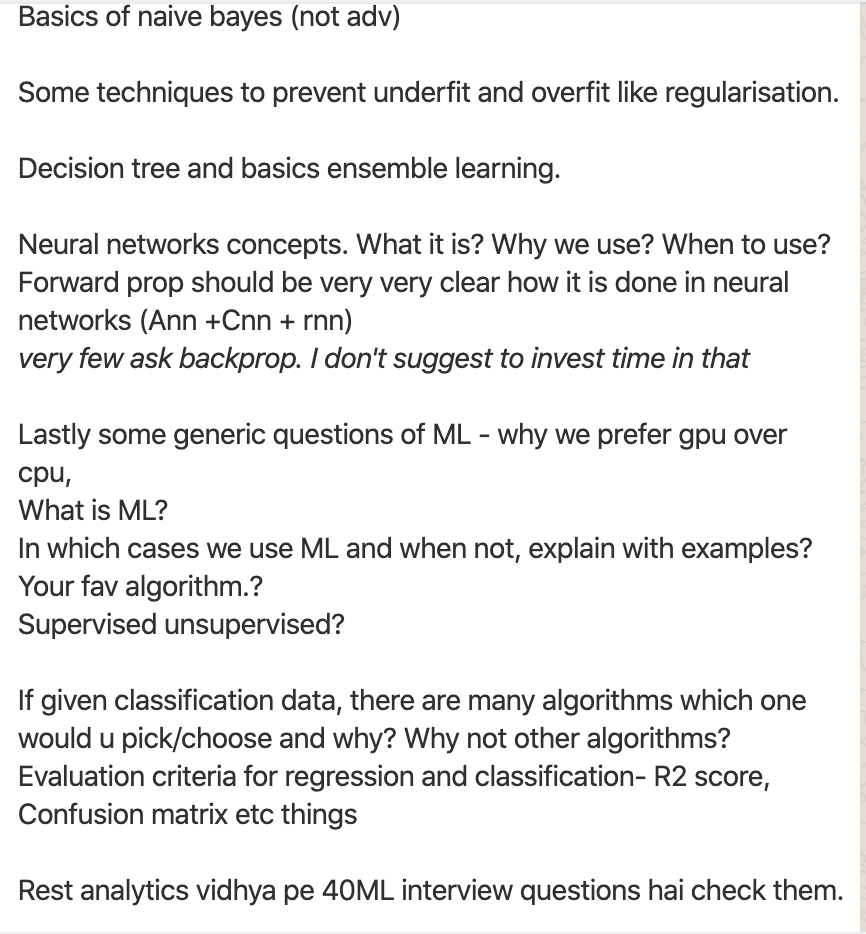 Basics of naive bayes (not adv)
Some techniques to prevent underfit and overfit like regularisation.
Decision tree and basics ensemble learning.
Neural networks concepts. What it is? Why we use? When to use?
Forward prop should be very very clear how it is done in neural
networks (Ann +Cnn + rnn)
very few ask backprop. I don't suggest to invest time in that
Lastly some generic questions of ML - why we prefer gpu over
cpu,
What is ML?
In which cases we use ML and when not, explain with examples?
Your fav algorithm.?
Supervised unsupervised?
If given classification data, there are many algorithms which one
would u pick/choose and why? Why not other algorithms?
Evaluation criteria for regression and classification- R2 score,
Confusion matrix etc things
Rest analytics vidhya pe 40ML interview questions hai check them.